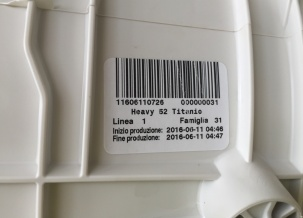 11606110726 000000031
Heavy 52 Titanio
Linea 1 Famiglia 31
Inizio produzione: 2016-06-11 04:46
Fine produzione: 2016-06-11 04:47